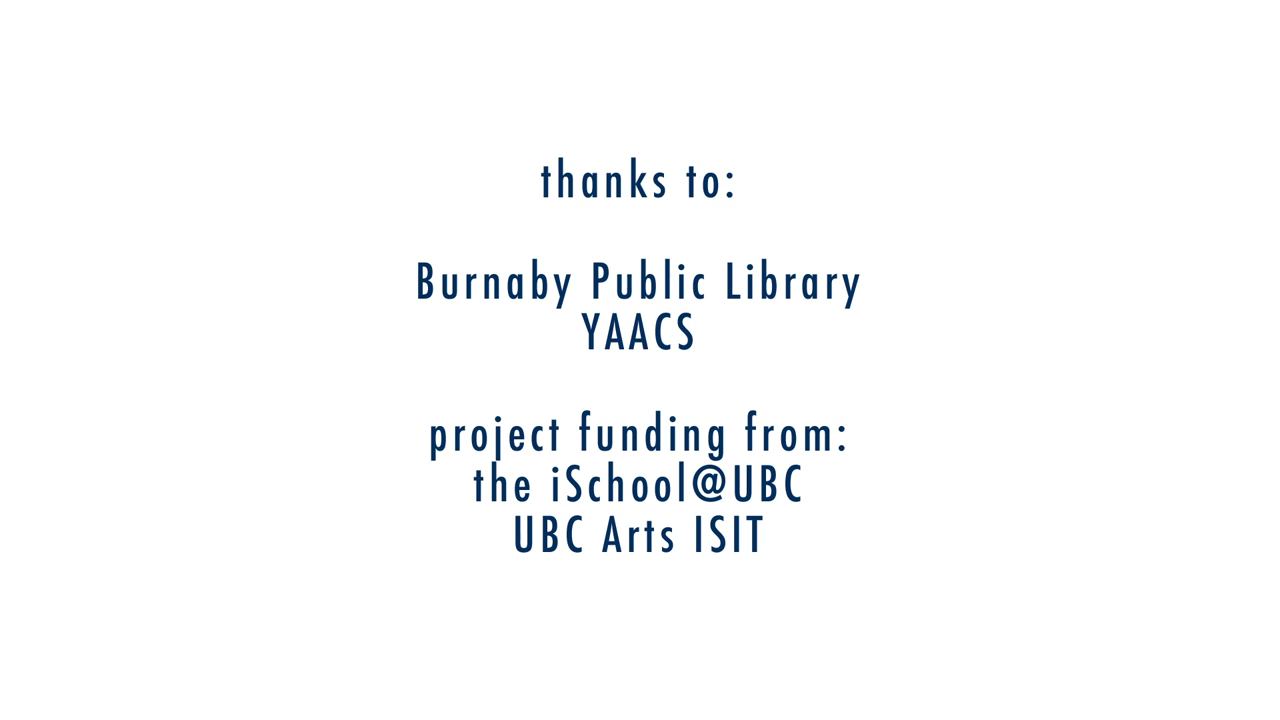 thanks to:
Burnaby Public Library
YAACS
project funding from:
the iSchool@UBC
UBC Arts ISIT